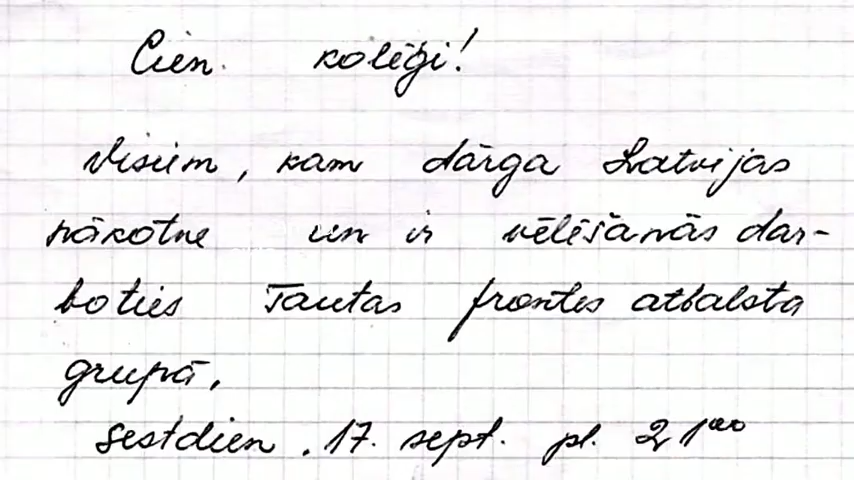 Cien. kolēģi!
Visiem, kam dārga Latvijas
nākotne un ir vēlēšanās dar-
boties Tautas frontes atbalsta
grupā,
sestdien. 17. sept. pl. 21⁰⁰